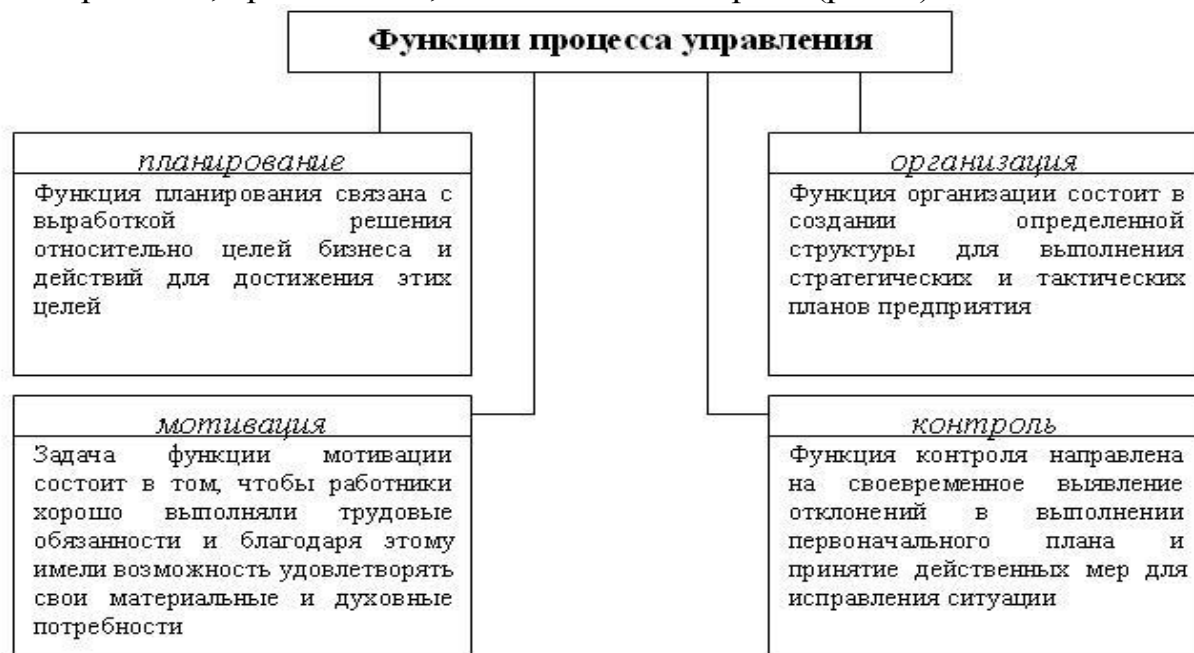 Функции процесса управления
планирование
Функция планирования связана с
выработкой решения
относительно целей бизнеса и
действий для достижения этих
целей
организация
Функция организации состоит в
создании определенной
структуры для выполнения
стратегических и тактических
планов предприятия
мотивация
Задача функции мотивации
состоит в том, чтобы работники
хорошо выполняли трудовые
обязанности и благодаря этому
имели возможность удовлетворять
свои материальные и духовные
потребности
контроль
Функция контроля направлена
на своевременное выявление
отклонений в выполнении
первоначального плана и
принятие действенных мер для
исправления ситуации